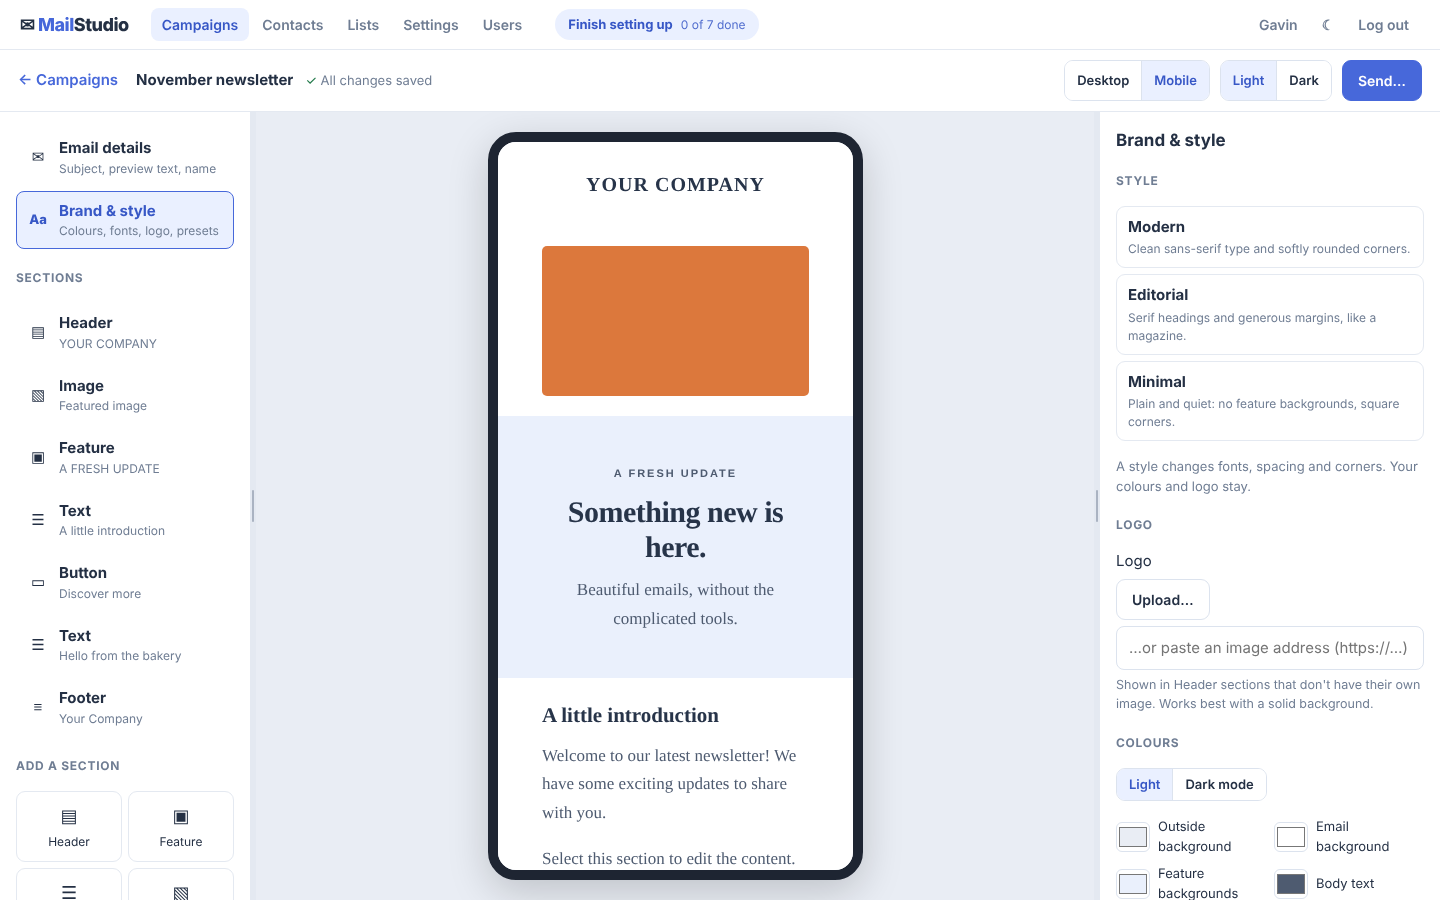 MailStudio
Campaigns
Contacts
Lists
Settings
Users
Finish setting up 0 of 7 done
Gavin
Log out
← Campaigns
November newsletter
✓ All changes saved
Desktop
Mobile
Light
Dark
Send...
Email details
Subject, preview text, name
Aa
Brand & style
Colours, fonts, logo, presets
SECTIONS
Header
YOUR COMPANY
Image
Featured image
Feature
A FRESH UPDATE
Text
A little introduction
Button
Discover more
Text
Hello from the bakery
Footer
Your Company
ADD A SECTION
Header
Feature
YOUR COMPANY
A FRESH UPDATE
Something new is
here.
Beautiful emails, without the
complicated tools.
A little introduction
Welcome to our latest newsletter! We
have some exciting updates to share
with you.
Select this section to edit the content.
Brand & style
STYLE
Modern
Clean sans-serif type and softly rounded corners.
Editorial
Serif headings and generous margins, like a
magazine.
Minimal
Plain and quiet: no feature backgrounds, square
corners.
A style changes fonts, spacing and corners. Your
colours and logo stay.
LOGO
Logo
Upload...
...or paste an image address (https://...)
Shown in Header sections that don't have their own
image. Works best with a solid background.
COLOURS
Light
Dark mode
Outside
background
Email
background
Feature
backgrounds
Body text